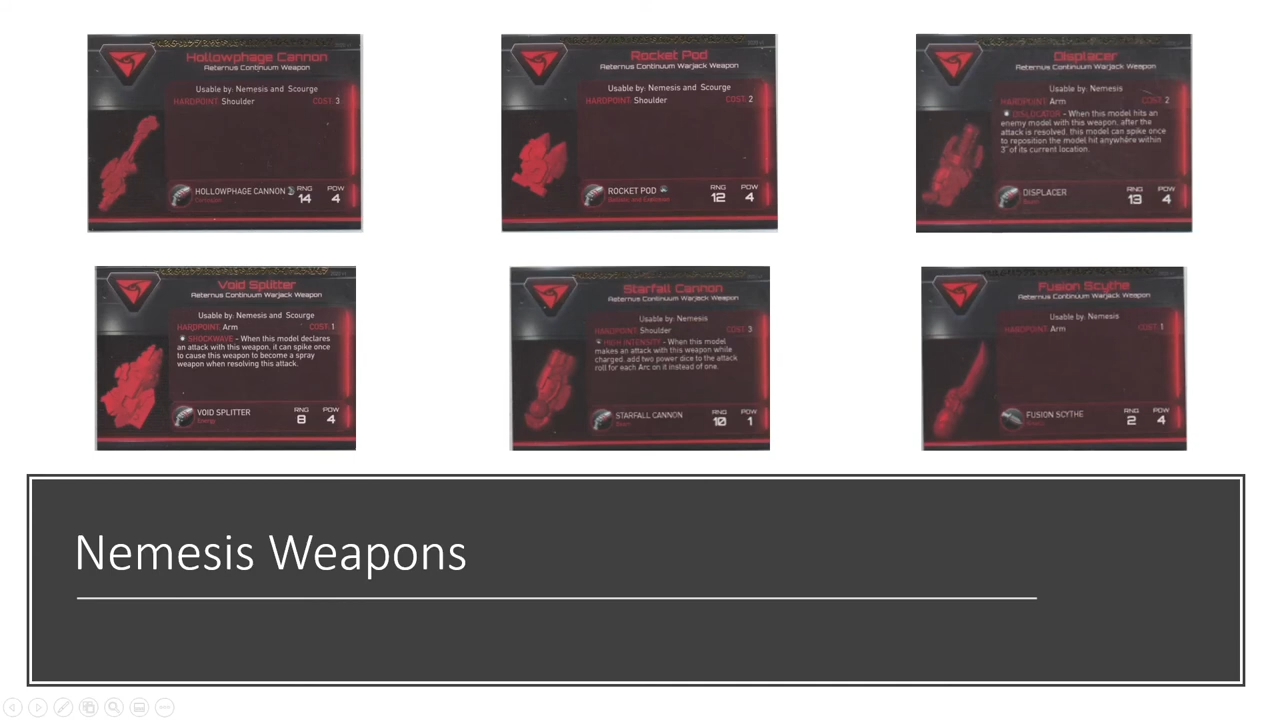 Hollowphage Cannon
Aeternus Continuum Weapon
Usable by: Nemesis and Scourge
HARDPOINT: Shoulder COST: 3
HOLLOWPHAGE CANNON RNG 14 POW 4
Rocket Pod
Aeternus Continuum Warjack Weapon
Usable by: Nemesis and Scourge
HARDPOINT: Shoulder COST: 2
ROCKET POD RNG 12 POW 4
Ballistic and Explosion
Displacer
Aeternus Continuum Warjack Weapon
Usable by: Nemesis
HARDPOINT: Arm COST: 2
DISLOCATOR - When this model hits an
enemy model with this weapon, after the
attack is resolved, this model can spike once
to reposition the model hit anywhere within
3" of its current location.
DISPLACER RNG 13 POW 4
Beam
Void Splitter
Aeternus Continuum Warjack Weapon
Usable by: Nemesis and Scourge
HARDPOINT: Arm COST: 1
SHOCKWAVE - When this model declares
an attack with this weapon, it can spike once
to cause this weapon to become a spray
weapon when resolving this attack.
VOID SPLITTER RNG 8 POW 4
Energy
Starfall Cannon
Aeternus Continuum Warjack Weapon
Usable by: Nemesis
HARDPOINT: Shoulder COST: 3
HIGH INTENSITY - When this model
makes an attack with this weapon while
charged, add two power dice to the attack
roll for each Arc on it instead of one.
STARFALL CANNON RNG 10 POW 1
Beam
Fusion Scythe
Aeternus Continuum Warjack Weapon
Usable by: Nemesis
HARDPOINT: Arm COST: 1
FUSION SCYTHE RNG 2 POW 4
Nemesis Weapons